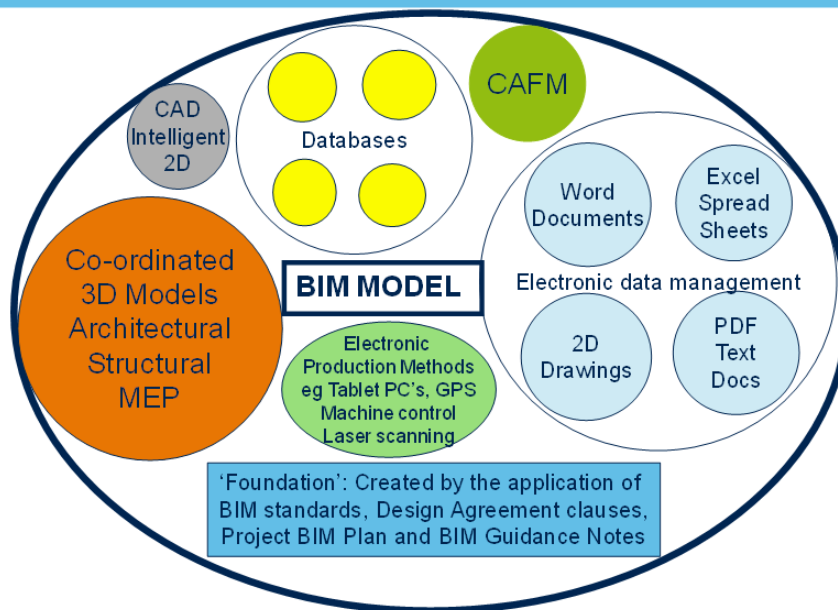 CAD
Intelligent
2D
Databases
CAFM
Word
Documents
Excel
Spread
Sheets
Electronic data management
2D
Drawings
PDF
Text
Docs
Co-ordinated
3D Models
Architectural
Structural
MEP
BIM MODEL
Electronic
Production Methods
eg Tablet PC's, GPS
Machine control
Laser scanning
‘Foundation’: Created by the application of
BIM standards, Design Agreement clauses,
Project BIM Plan and BIM Guidance Notes